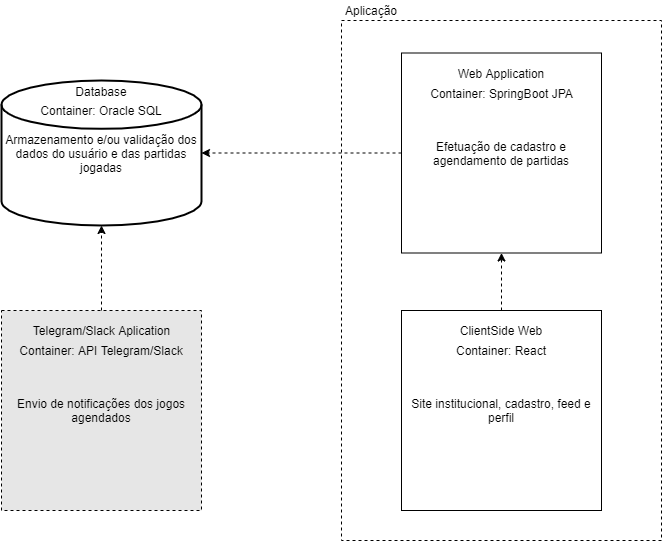 Aplicação
Database
Container: Oracle SQL
Armazenamento e/ou validação dos
dados do usuário e das partidas
jogadas
Web Application
Container: SpringBoot JPA
Efetuação de cadastro e
agendamento de partidas
Telegram/Slack Aplication
Container: API Telegram/Slack
Envio de notificações dos jogos
agendados
ClientSide Web
Container: React
Site institucional, cadastro, feed e
perfil